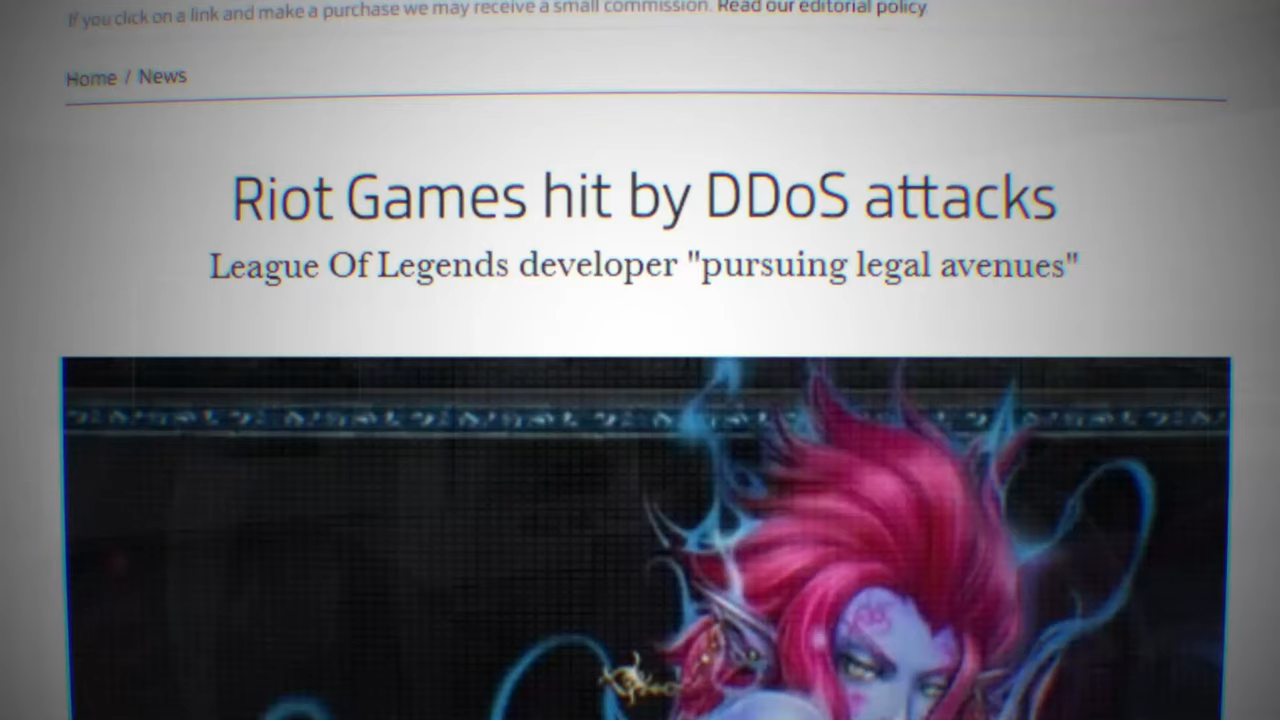 If you click on a link and make a purchase we may receive a small commission. Read our editorial policy
Home / News
Riot Games hit by DDoS attacks
League Of Legends developer "pursuing legal avenues"